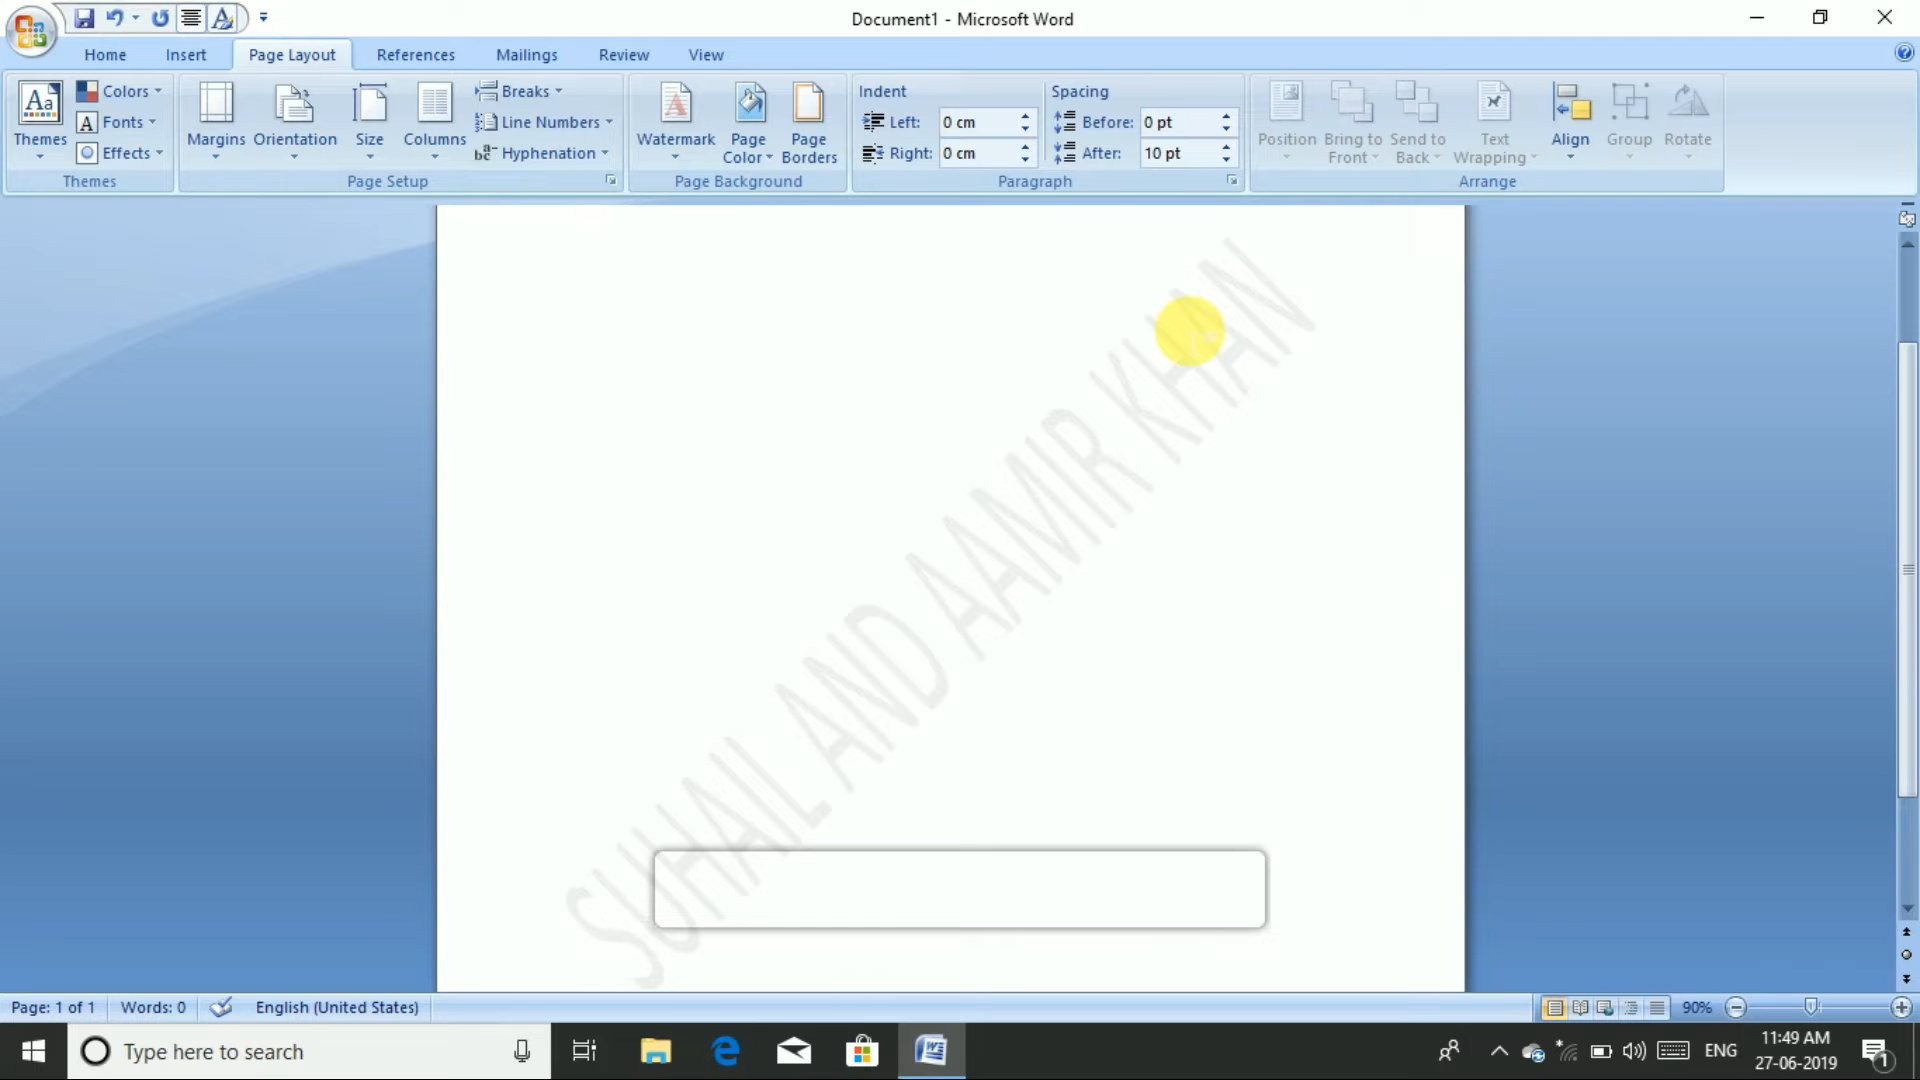 Document1 - Microsoft Word
Home Insert Page Layout References Mailings Review View
Themes
Colors
Fonts
Effects
Themes
Margins
Orientation
Size
Columns
Breaks
Line Numbers
Hyphenation
Page Setup
Watermark
Page Color
Page Borders
Page Background
Indent
Left: 0 cm
Right: 0 cm
Spacing
Before: 0 pt
After: 10 pt
Paragraph
Position
Bring to Front
Send to Back
Text Wrapping
Align
Group
Rotate
Arrange
SUHAIL AND AAMIR KHAN
Page: 1 of 1 Words: 0 English (United States) 90%
Type here to search
ENG
11:49 AM
27-06-2019
1